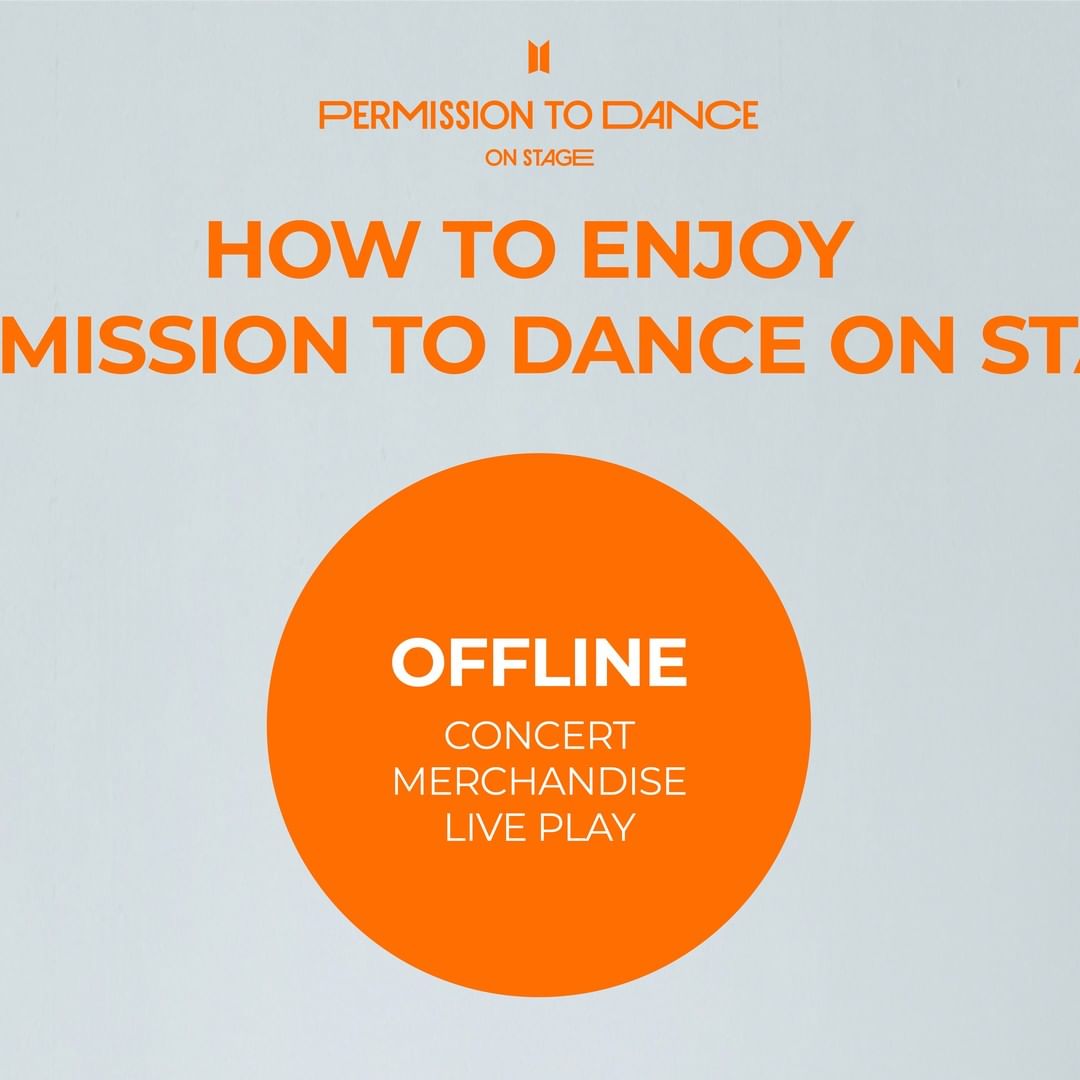 PERMISSION TO DANCE
ON STAGE
HOW TO ENJOY
MISSION TO DANCE ON STA
OFFLINE
CONCERT
MERCHANDISE
LIVE PLAY